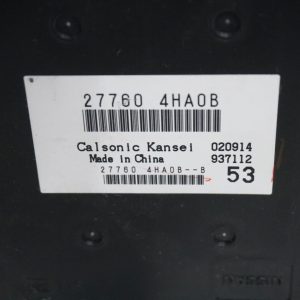 27760 4HA0B
Calsonic Kansei 020914
Made in China 937112
27760 4HA0B--B 53